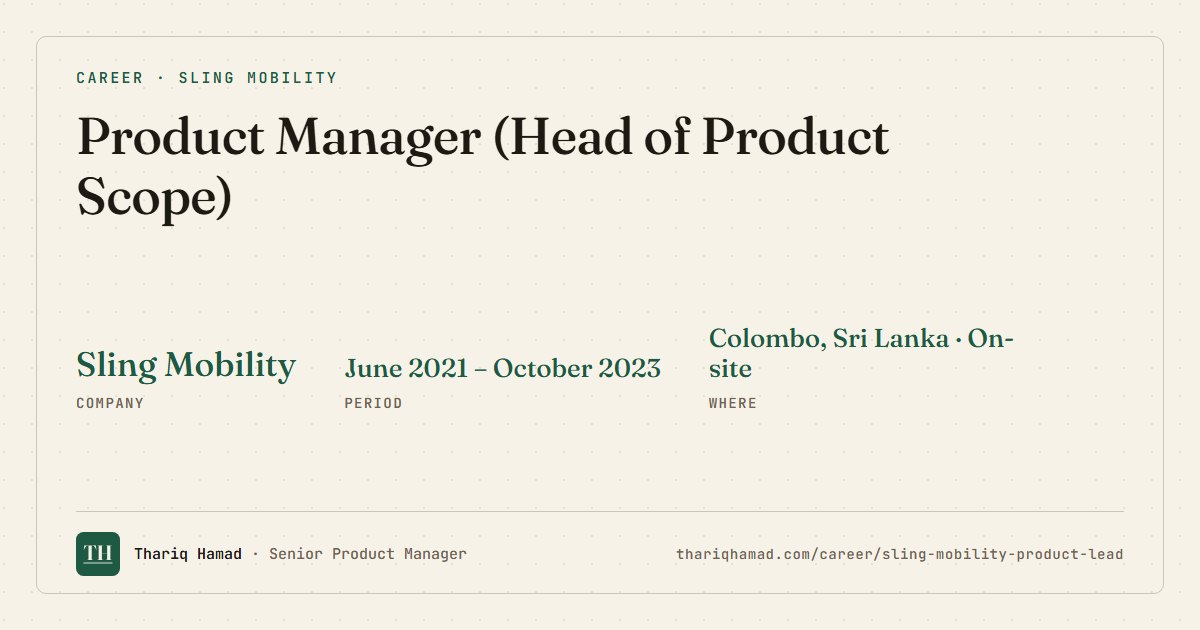 CAREER · SLING MOBILITY
Product Manager (Head of Product
Scope)
Sling Mobility
COMPANY
June 2021 – October 2023
PERIOD
Colombo, Sri Lanka · On-
site
WHERE
TH
Thariq Hamad · Senior Product Manager
thariqhamad.com/career/sling-mobility-product-lead